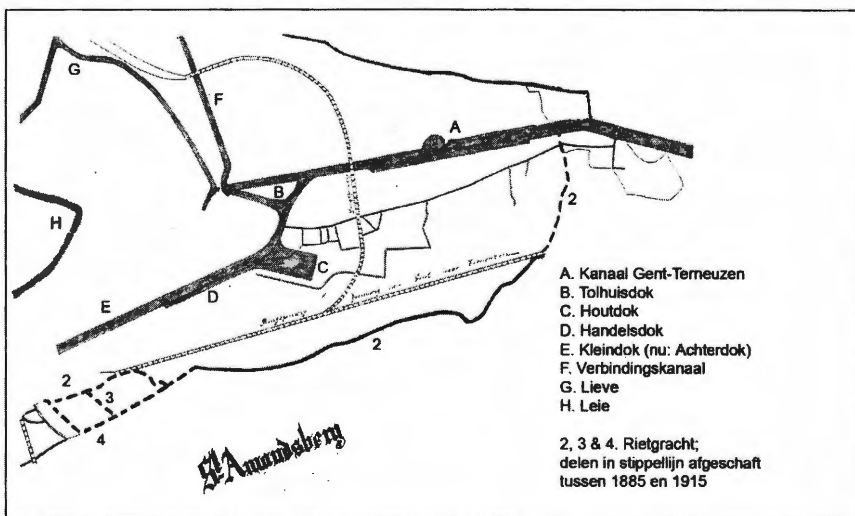 G
F
A
B
2
H
C
A. Kanaal Gent-Terneuzen
B. Tolhuisdok
C. Houtdok
D. Handelsdok
E. Kleindok (nu: Achterdok)
F. Verbindingskanaal
G. Lieve
H. Leie
D
E
2
2
3
4
St Amandsberg
2, 3 & 4. Rietgracht;
delen in stippellijn afgeschaft
tussen 1885 en 1915